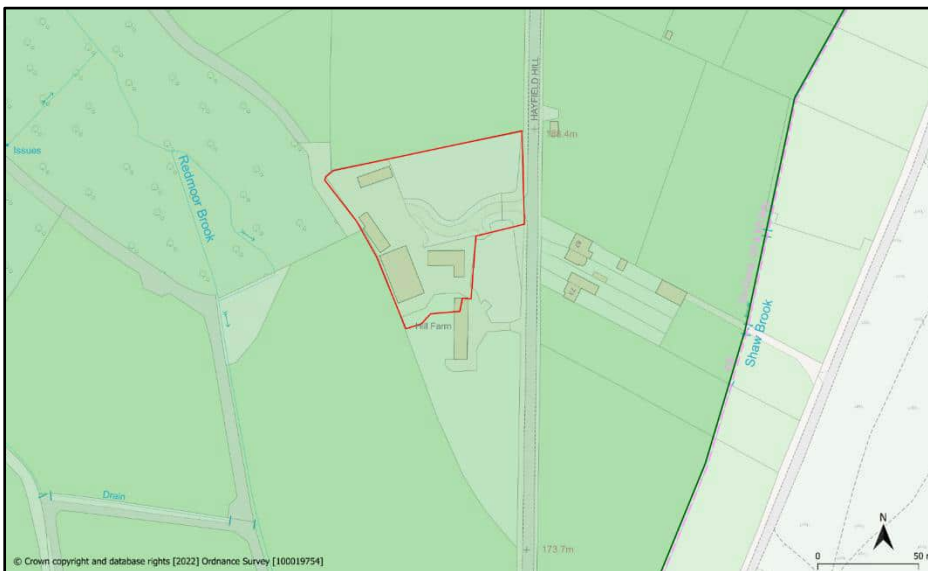 HAYFIELD HILL
188.4m
Issues
Redmoor Brook
Hill Farm
Shaw Brook
Drain
173.7m
N
0 50 m
© Crown copyright and database rights [2022] Ordnance Survey [100019754]